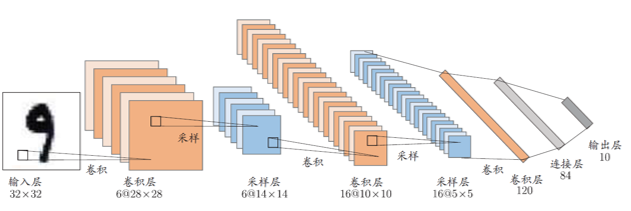 采样
卷积
采样
卷积
卷积
输入层
32×32
卷积层
6@28×28
采样层
6@14×14
卷积层
16@10×10
采样层
16@5×5
卷积层
120
连接层
84
输出层
10